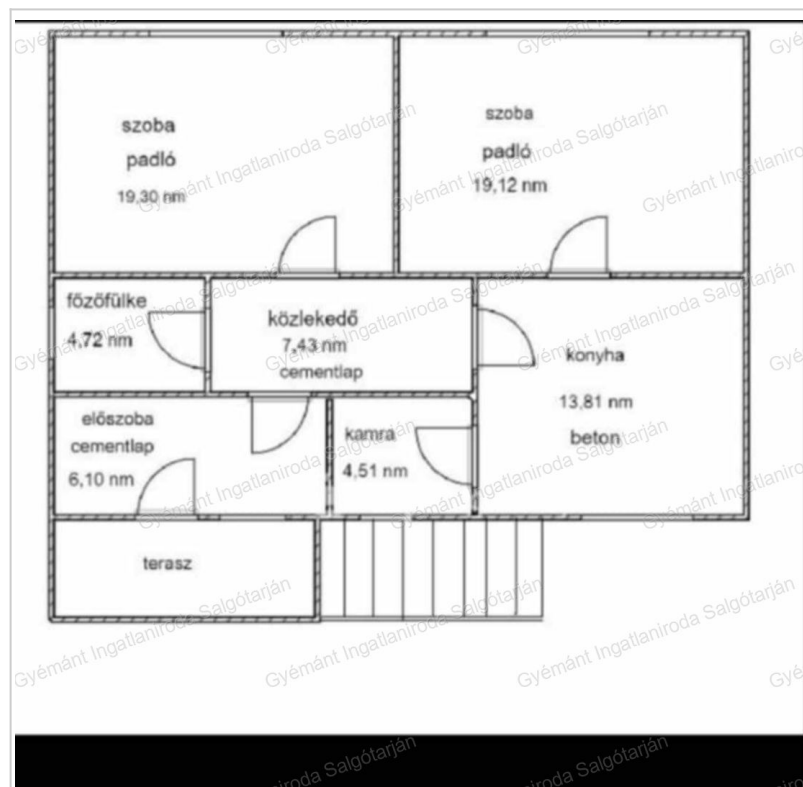 szoba
padló
19,30 nm
szoba
padló
19,12 nm
főzőfülke
4,72 nm
közlekedő
7,43 nm
cementlap
konyha
13,81 nm
beton
előszoba
cementlap
6,10 nm
kamra
4,51 nm
terasz
Gyémánt Ingatlaniroda Salgótarján